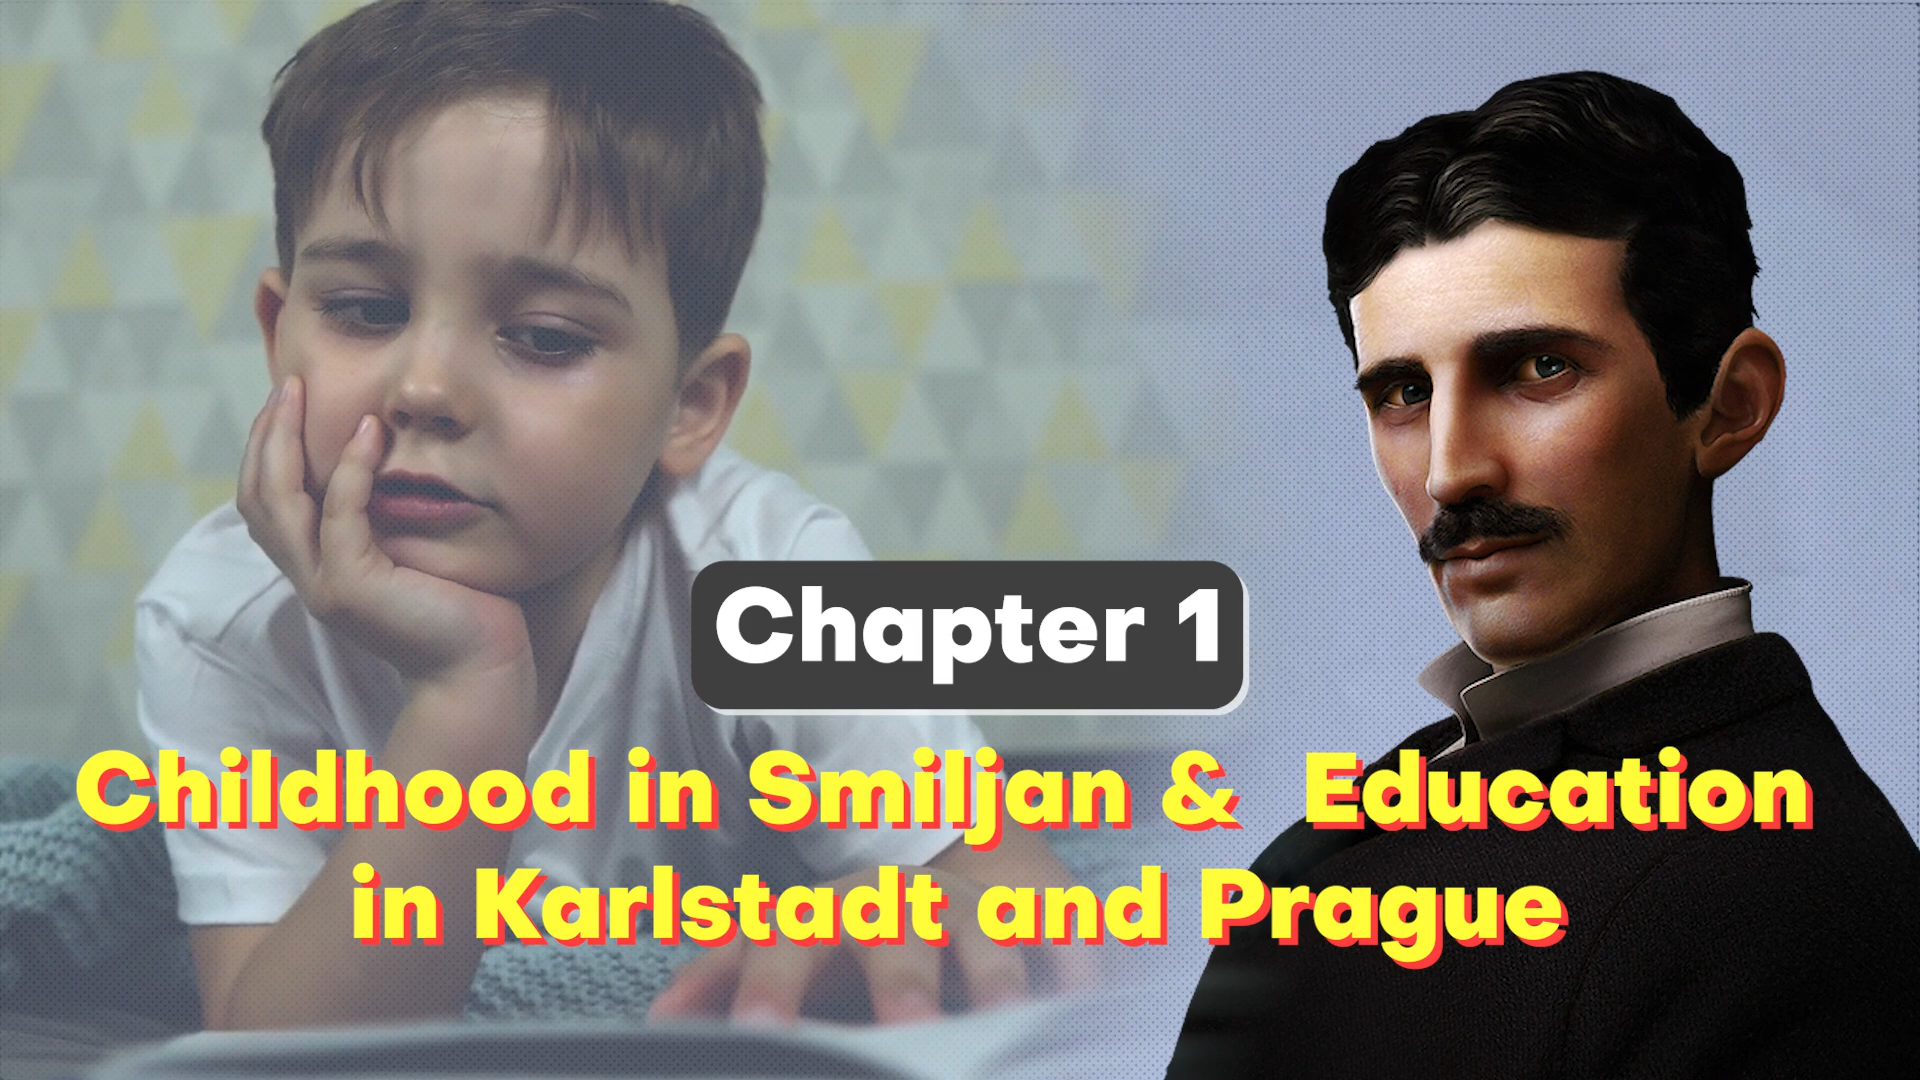 Chapter 1
Childhood in Smiljan & Education
in Karlstadt and Prague